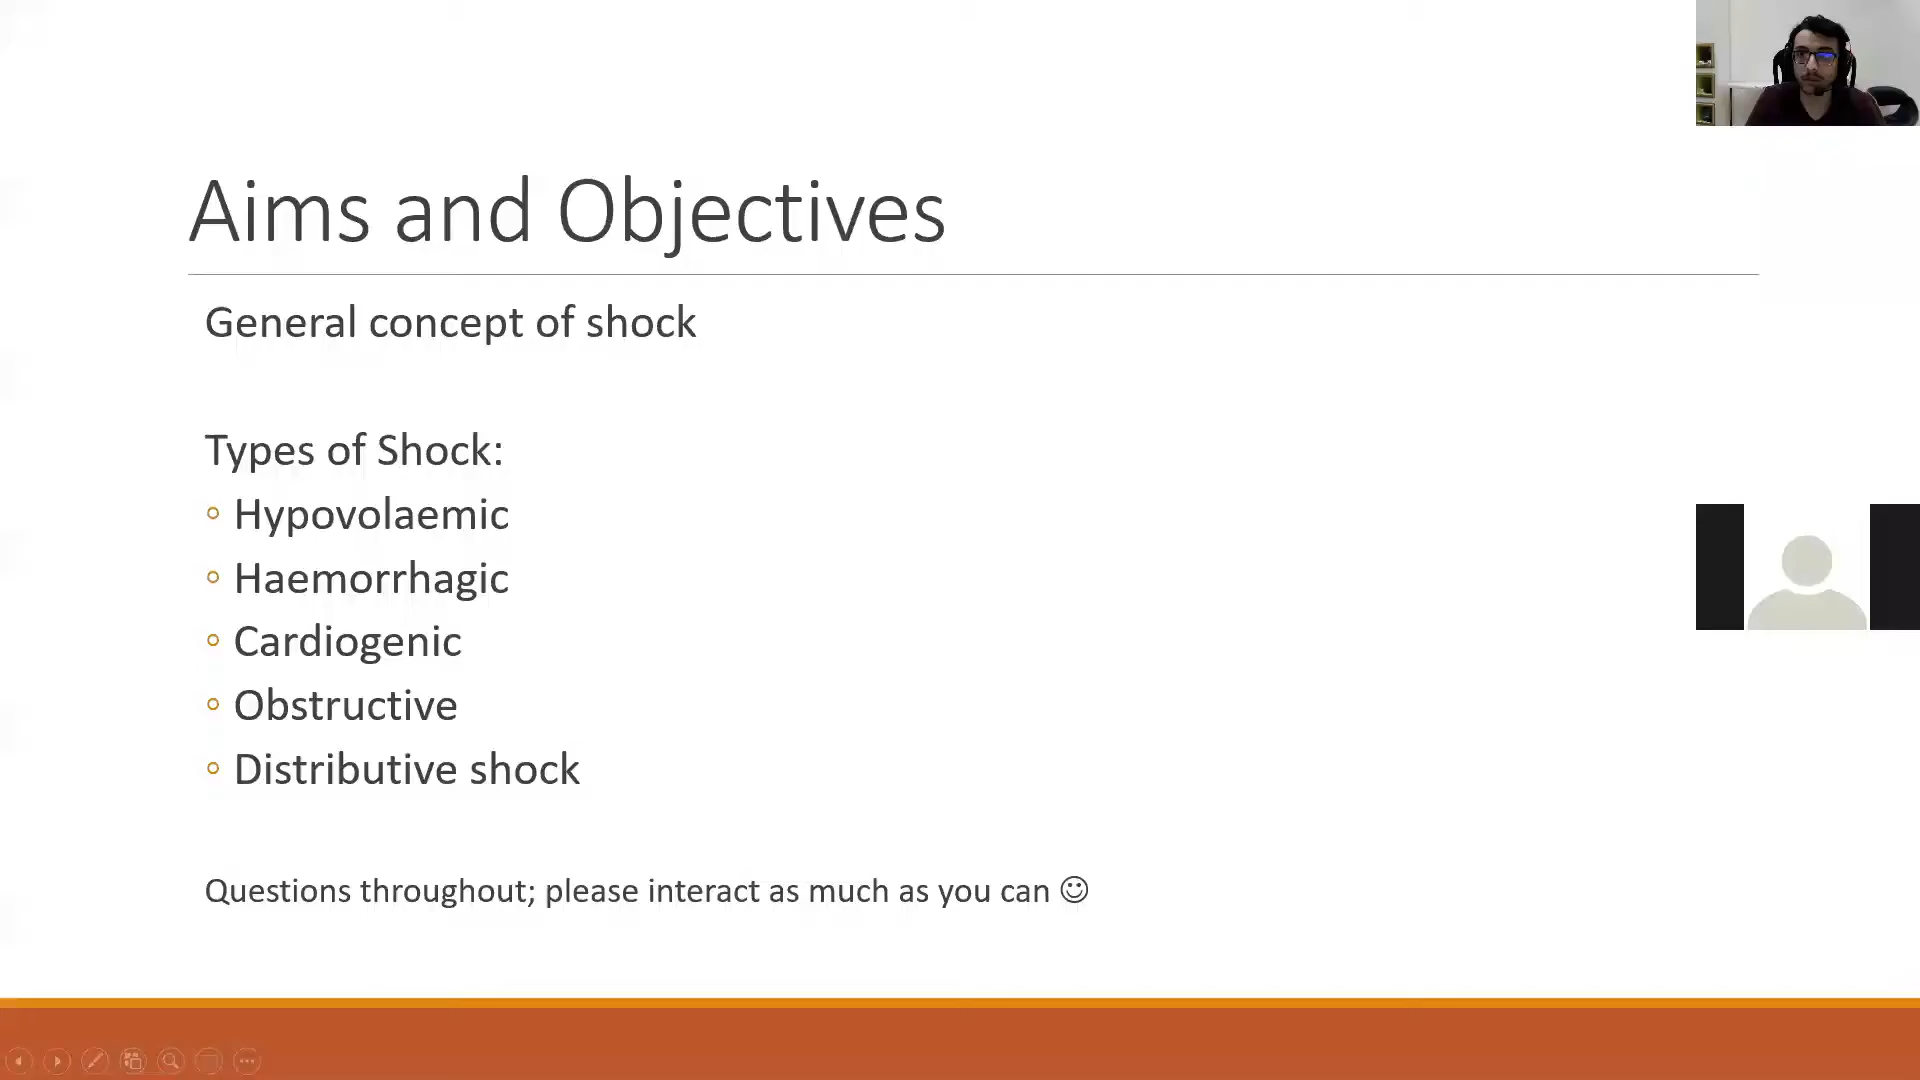 Aims and Objectives
General concept of shock
Types of Shock:
◦ Hypovolaemic
◦ Haemorrhagic
◦ Cardiogenic
◦ Obstructive
◦ Distributive shock
Questions throughout; please interact as much as you can ☺